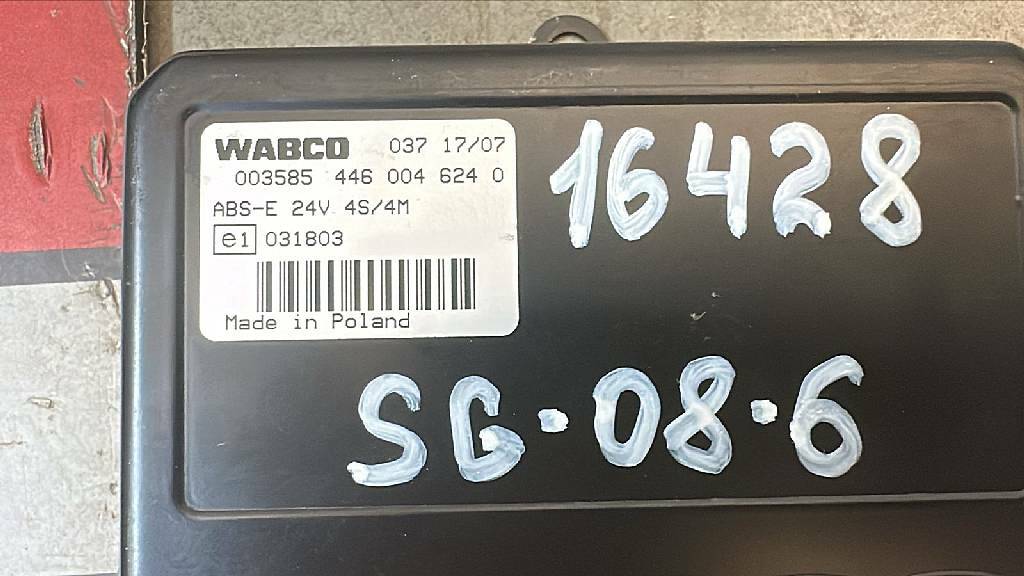 WABCO 037 17/07
003585 446 004 624 0
ABS-E 24V 4S/4M
e1 031803
Made in Poland
16428
SG-08-6